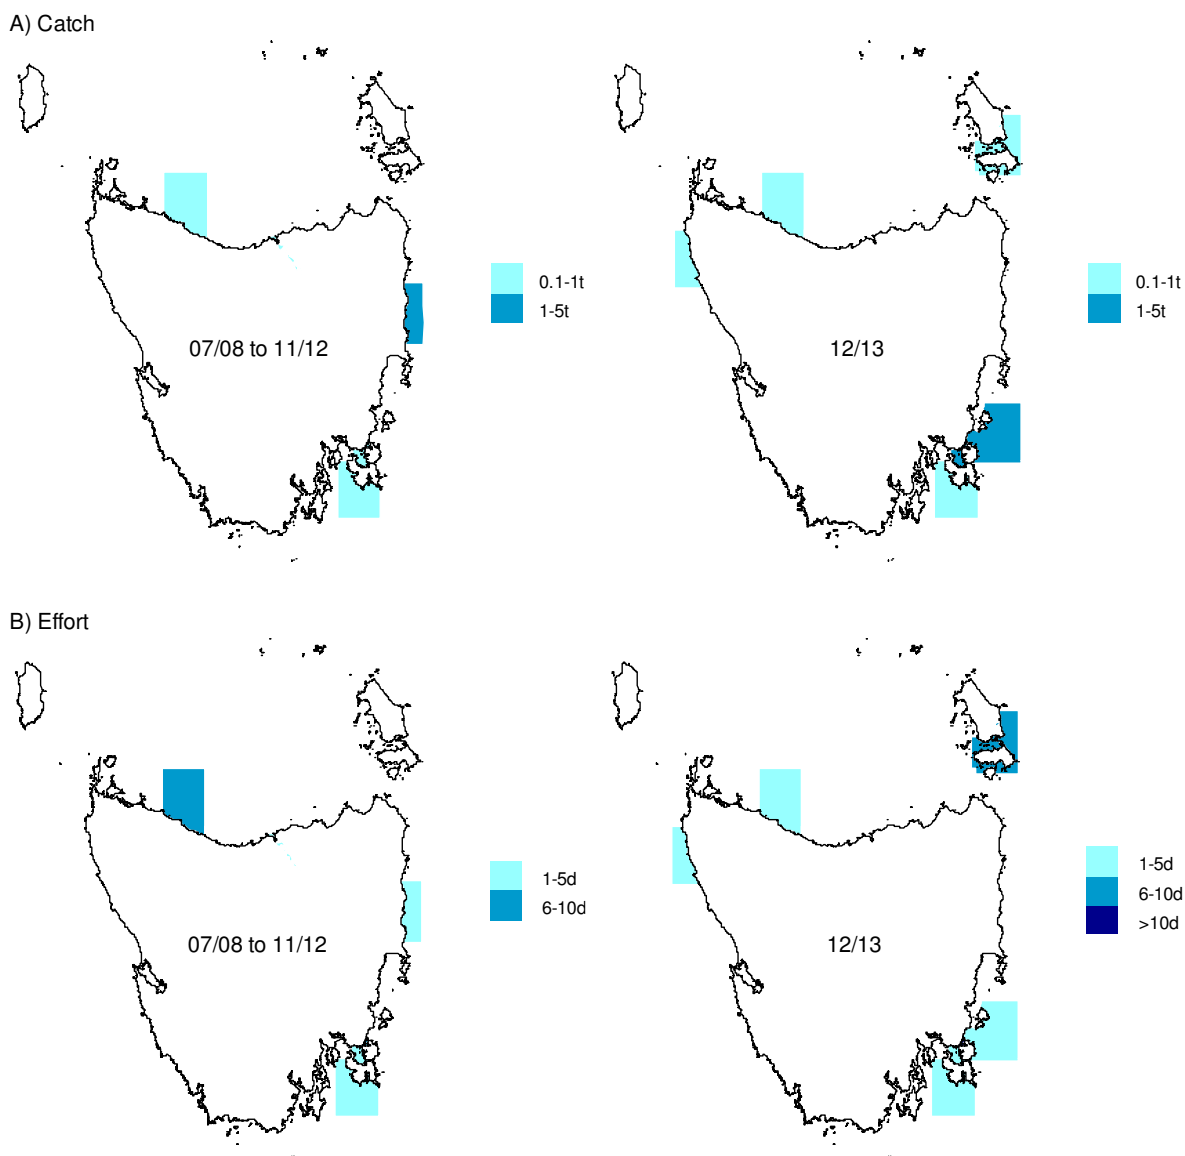 A) Catch
0.1-1t
1-5t
07/08 to 11/12
0.1-1t
1-5t
12/13
B) Effort
1-5d
6-10d
07/08 to 11/12
1-5d
6-10d
>10d
12/13